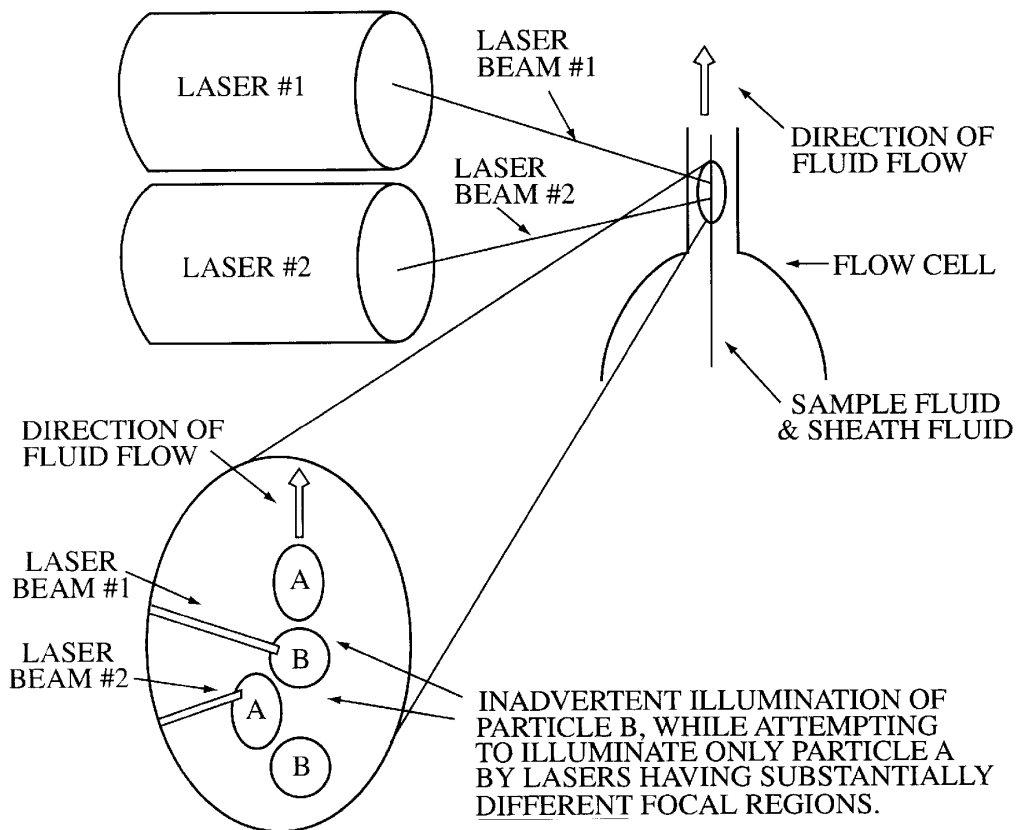 LASER #1
LASER
BEAM #1
DIRECTION OF
FLUID FLOW
LASER
BEAM #2
LASER #2
FLOW CELL
SAMPLE FLUID
& SHEATH FLUID
DIRECTION OF
FLUID FLOW
A
LASER
BEAM #1
B
LASER
BEAM #2
A
B
INADVERTENT ILLUMINATION OF
PARTICLE B, WHILE ATTEMPTING
TO ILLUMINATE ONLY PARTICLE A
BY LASERS HAVING SUBSTANTIALLY
DIFFERENT FOCAL REGIONS.